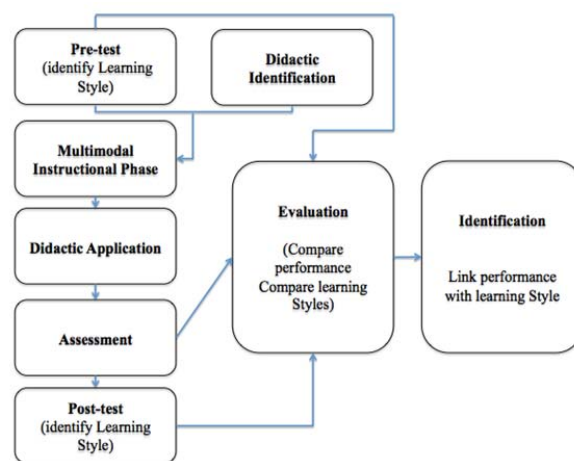 Pre-test
(identify Learning
Style)
Didactic
Identification
Multimodal
Instructional Phase
Didactic Application
Assessment
Post-test
(identify Learning
Style)
Evaluation
(Compare
performance
Compare learning
Styles)
Identification
Link performance
with learning Style